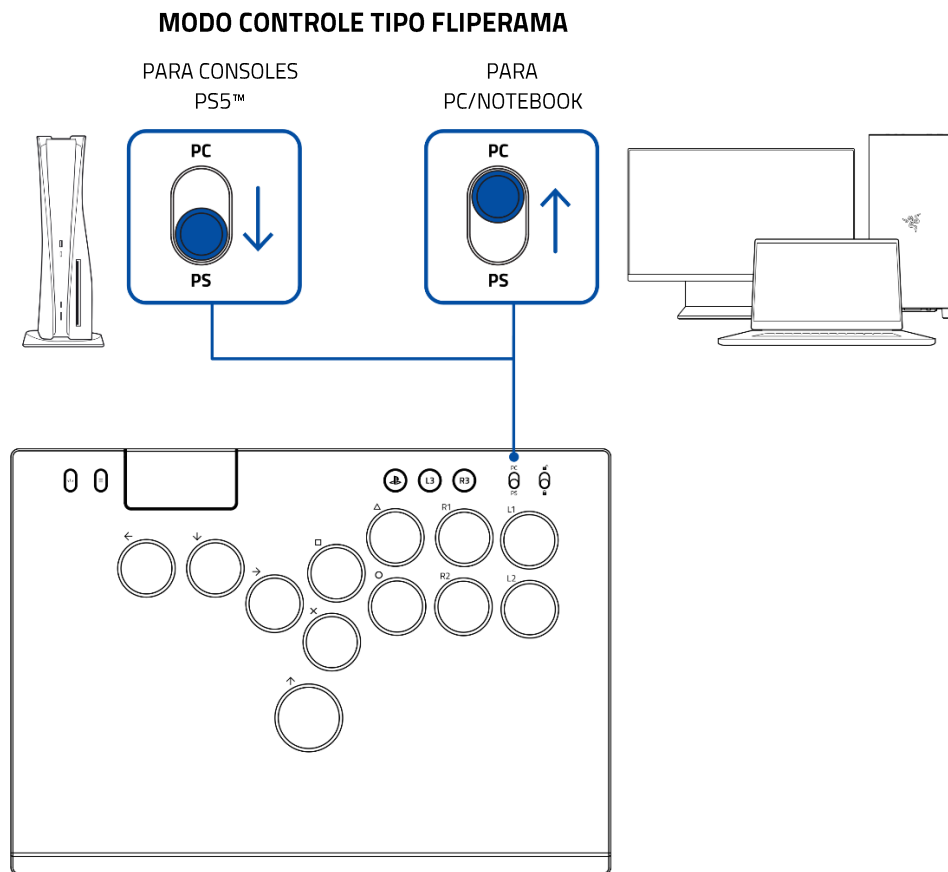 MODO CONTROLE TIPO FLIPERAMA
PARA CONSOLES
PS5™
PARA
PC/NOTEBOOK
PC
PS
PC
PS
L3
R3
PC
PS
R1
L1
R2
L2